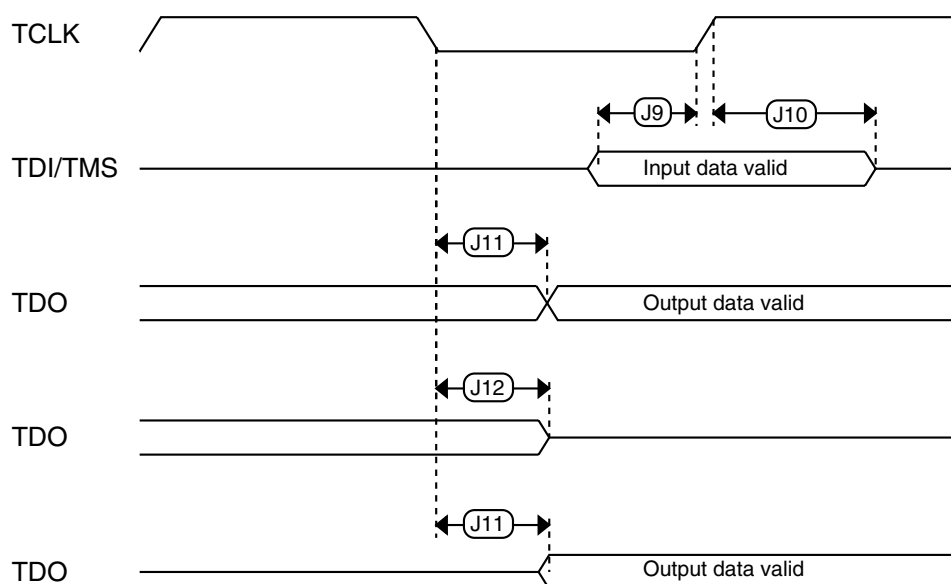 TCLK
J9
J10
TDI/TMS
Input data valid
J11
TDO
Output data valid
J12
TDO
J11
TDO
Output data valid